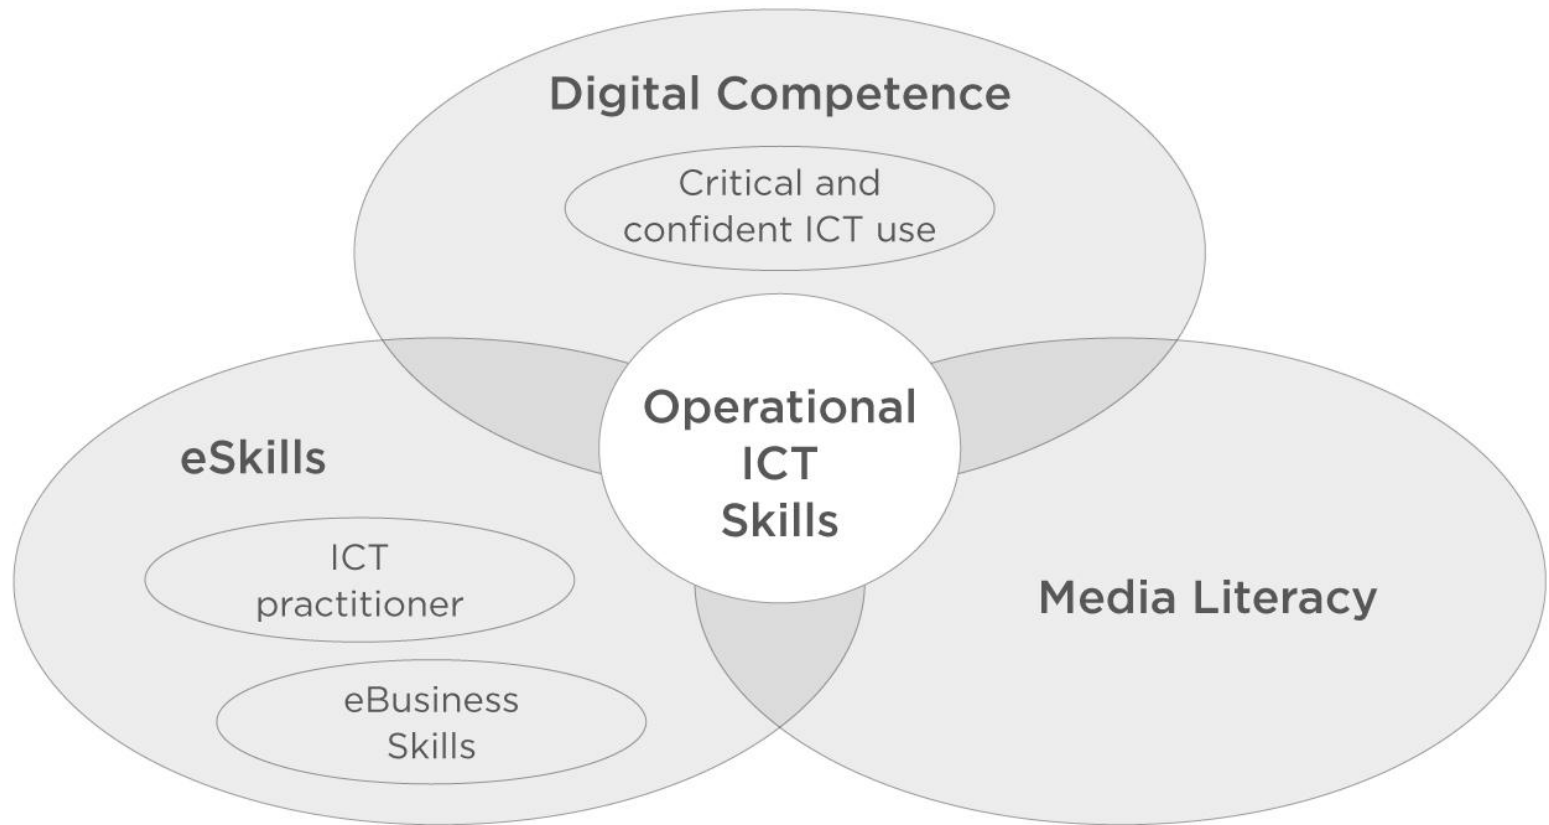 Digital Competence
Critical and
confident ICT use
Operational
ICT
Skills
eSkills
ICT
practitioner
eBusiness
Skills
Media Literacy